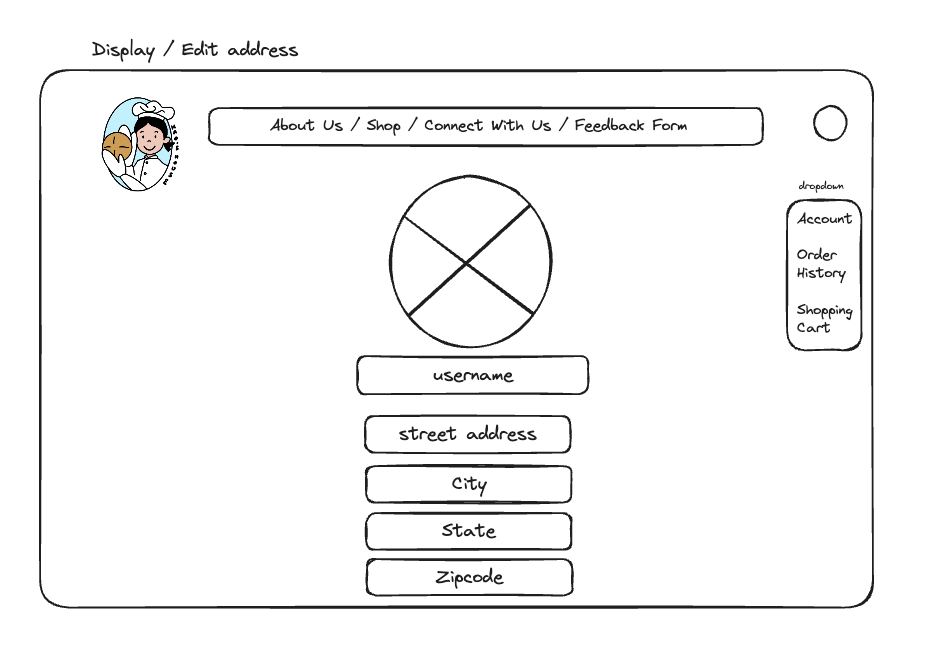 Display / Edit address
About Us / Shop / Connect With Us / Feedback Form
dropdown
Account
Order
History
Shopping
Cart
username
street address
City
State
Zipcode